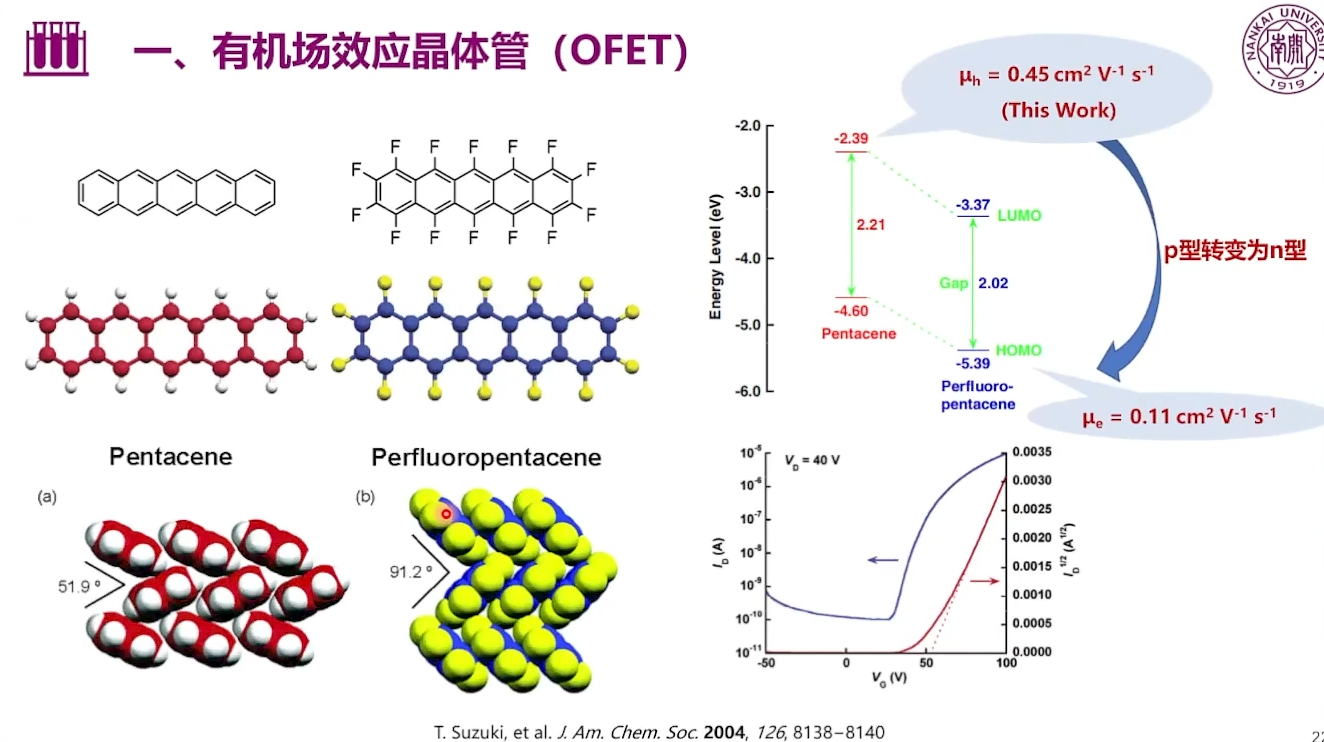 一、有机场效应晶体管（OFET）
NANKAI UNIVERSITY
南開
1919
F F F F F
F F
F F
F F F F F
Pentacene
Perfluoropentacene
(a)
51.9 °
(b)
91.2 °
μh = 0.45 cm² V⁻¹ s⁻¹
(This Work)
Energy Level (eV)
-2.0
-3.0
-4.0
-5.0
-6.0
-2.39
2.21
-4.60
Pentacene
-3.37
LUMO
Gap 2.02
HOMO
-5.39
Perfluoro-
pentacene
p型转变为n型
μe = 0.11 cm² V⁻¹ s⁻¹
VD = 40 V
ID (A)
10⁻⁵
10⁻⁶
10⁻⁷
10⁻⁸
10⁻⁹
10⁻¹⁰
10⁻¹¹
-50 0 50 100
VG (V)
0.0035
0.0030
0.0025
0.0020
0.0015
0.0010
0.0005
0.0000
ID^1/2 (A^1/2)
T. Suzuki, et al. J. Am. Chem. Soc. 2004, 126, 8138−8140
22